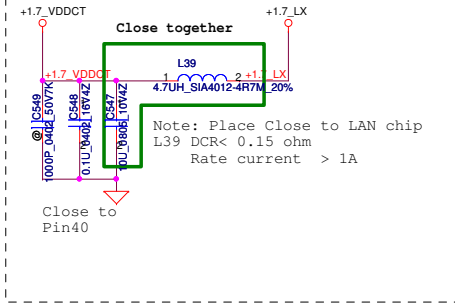 +1.7_VDDCT
+1.7_LX
Close together
L39
+1.7_VDDCT
1
2
+1.7_LX
4.7UH_SIA4012-4R7M_20%
@
C549
1000P_0402_50V7K
C548
0.1U_0402_16V4Z
C547
10U_0805_10V4Z
Note: Place Close to LAN chip
L39 DCR< 0.15 ohm
Rate current > 1A
Close to
Pin40